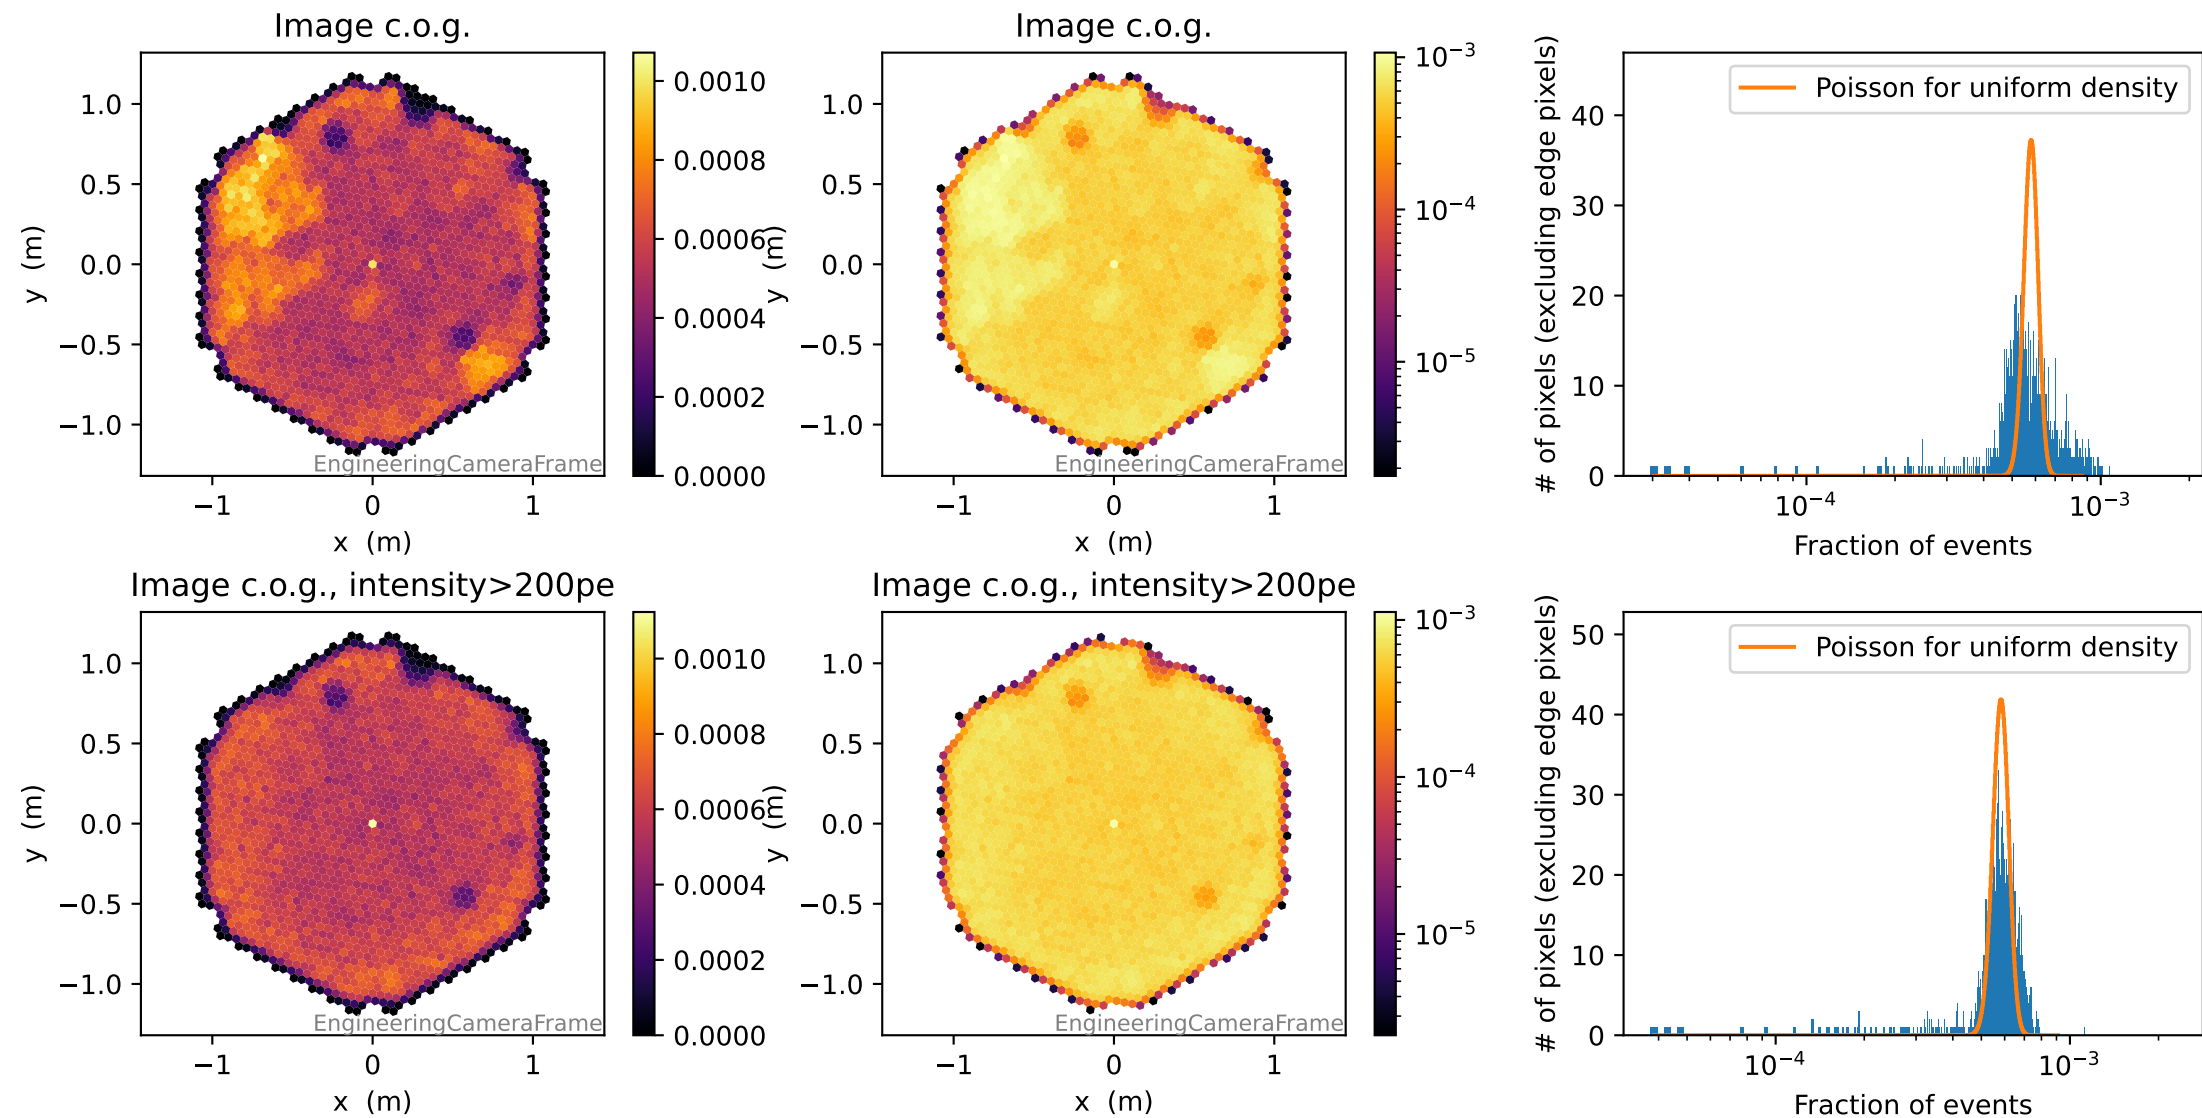 Image c.o.g.
y (m)
1.0
0.5
0.0
−0.5
−1.0
EngineeringCameraFrame
−1 0 1
x (m)
0.0010
0.0008
0.0006
0.0004
0.0002
0.0000
Image c.o.g.
y (m)
1.0
0.5
0.0
−0.5
−1.0
EngineeringCameraFrame
−1 0 1
x (m)
10⁻³
10⁻⁴
10⁻⁵
# of pixels (excluding edge pixels)
40
30
20
10
0
Poisson for uniform density
10⁻⁴ 10⁻³
Fraction of events
Image c.o.g., intensity>200pe
y (m)
1.0
0.5
0.0
−0.5
−1.0
EngineeringCameraFrame
−1 0 1
x (m)
0.0010
0.0008
0.0006
0.0004
0.0002
0.0000
Image c.o.g., intensity>200pe
y (m)
1.0
0.5
0.0
−0.5
−1.0
EngineeringCameraFrame
−1 0 1
x (m)
10⁻³
10⁻⁴
10⁻⁵
# of pixels (excluding edge pixels)
50
40
30
20
10
0
Poisson for uniform density
10⁻⁴ 10⁻³
Fraction of events